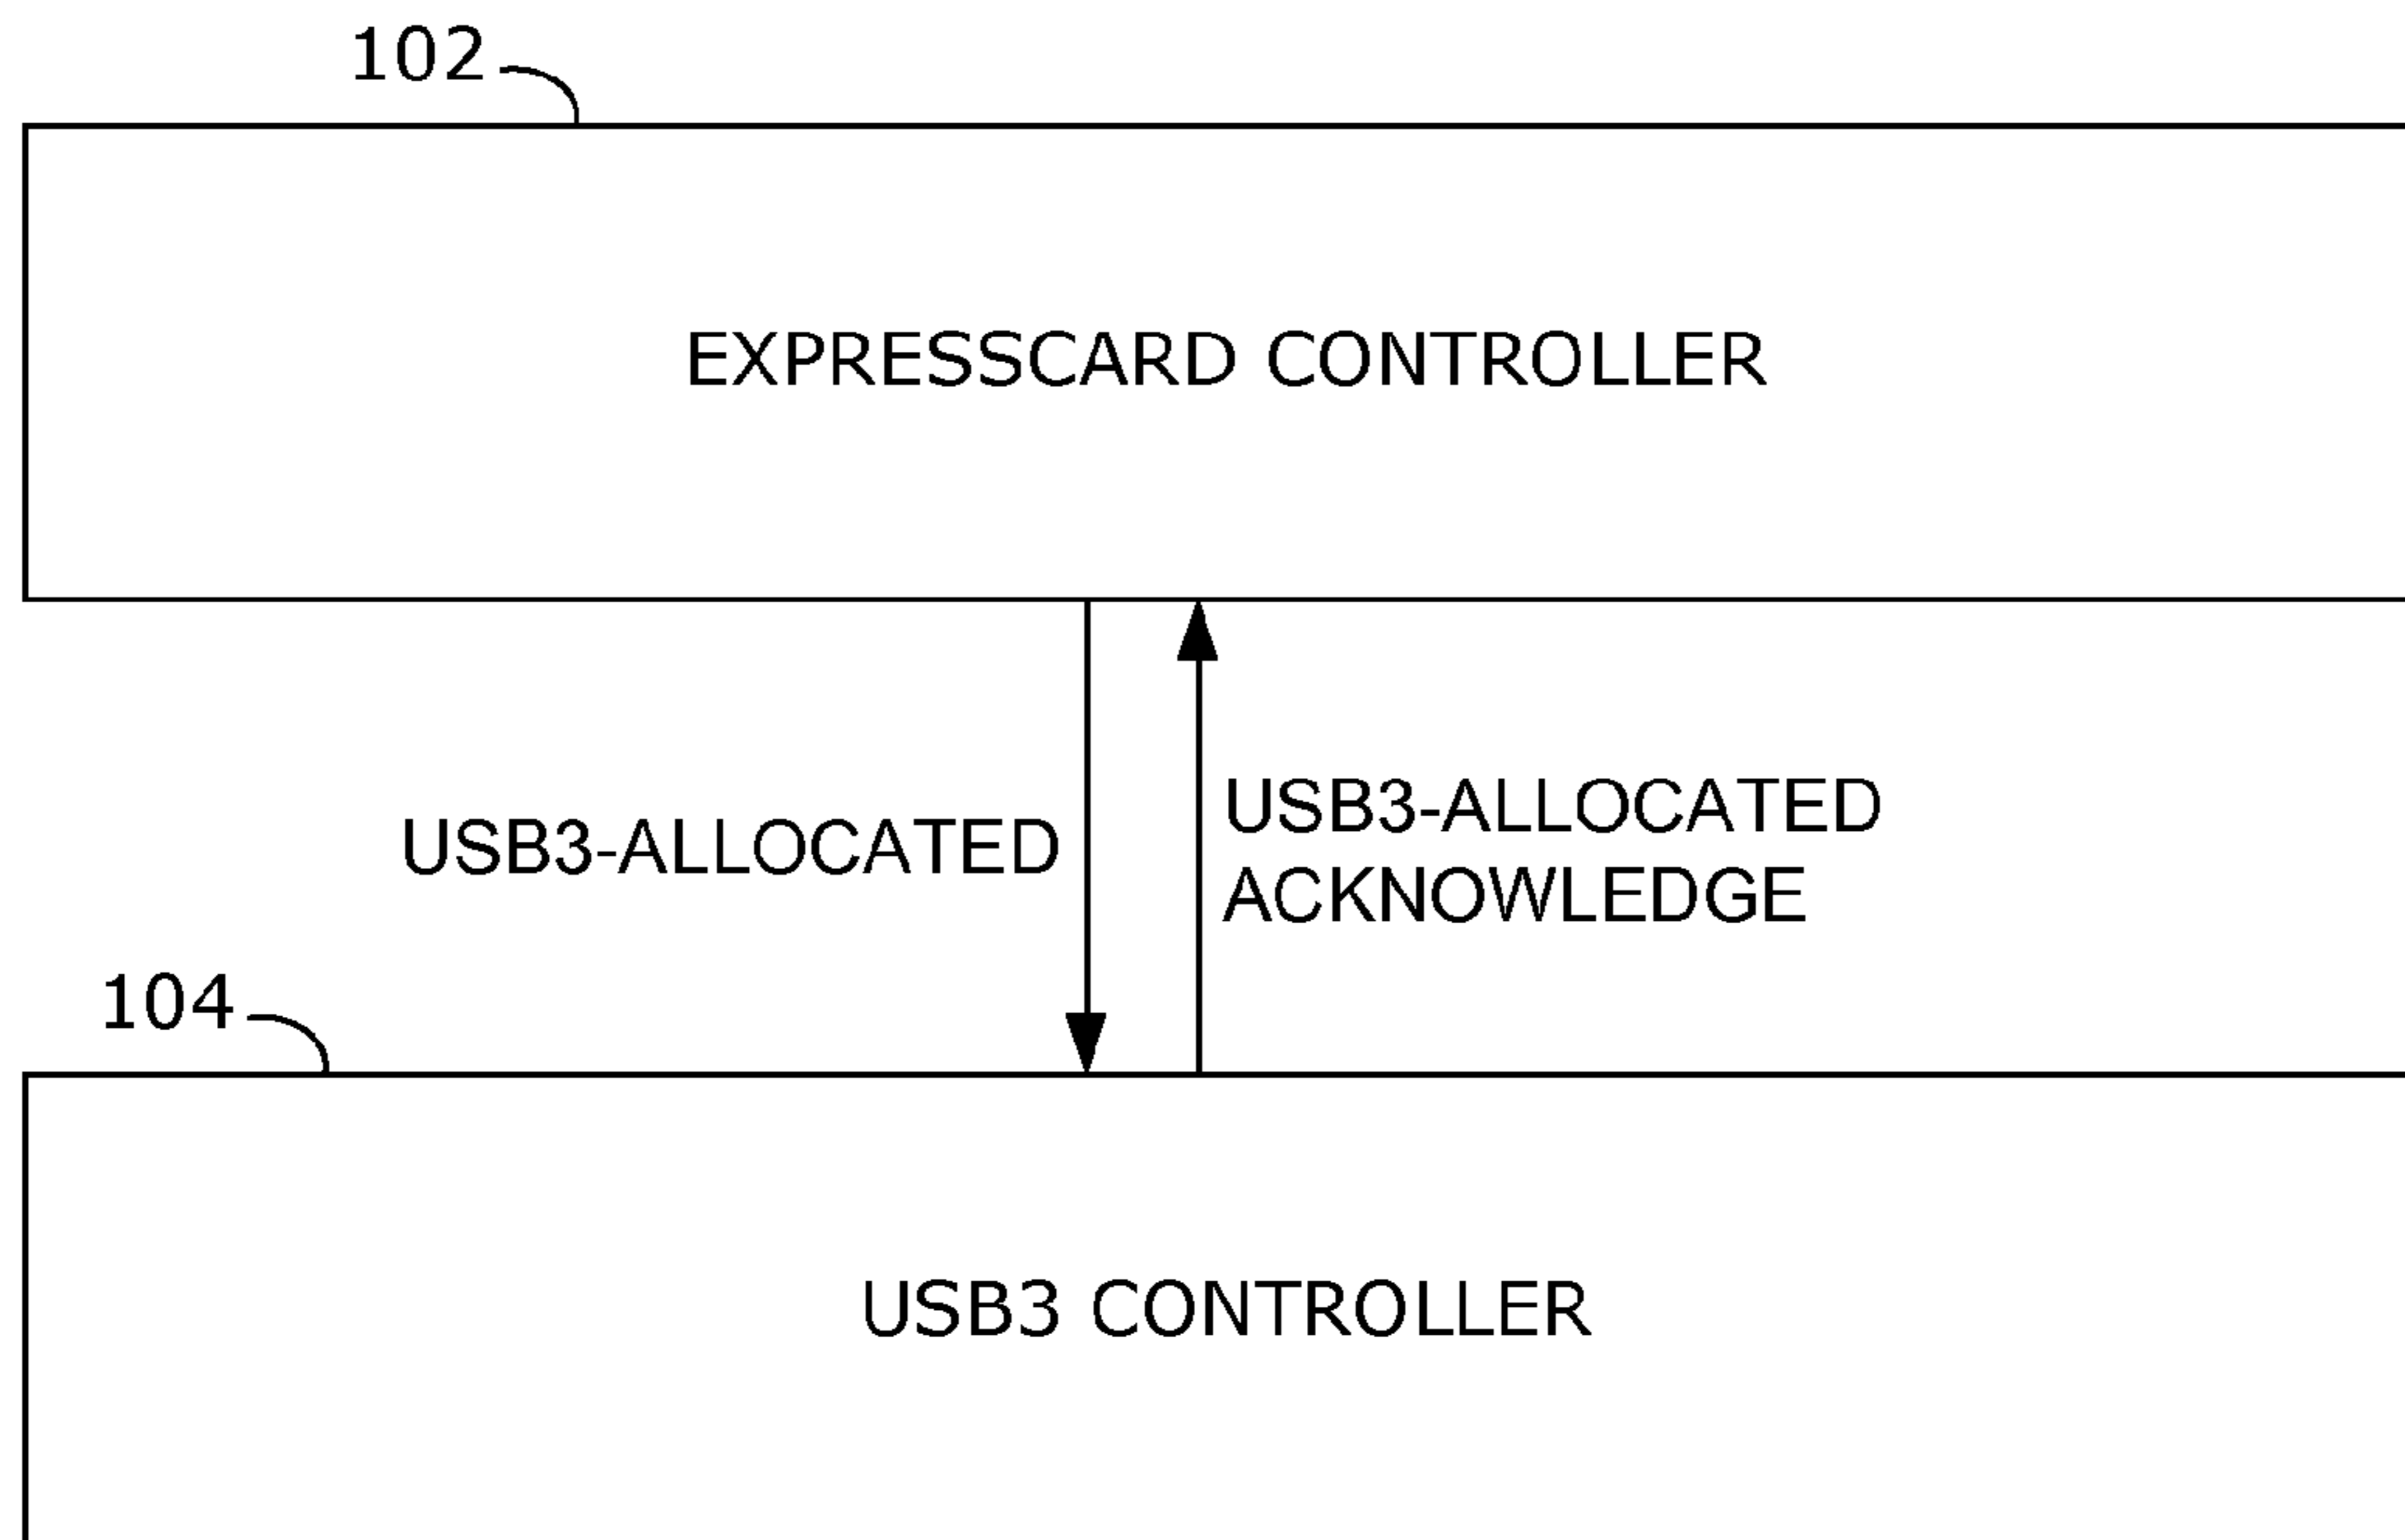 102
EXPRESSCARD CONTROLLER
USB3-ALLOCATED
USB3-ALLOCATED
ACKNOWLEDGE
104
USB3 CONTROLLER